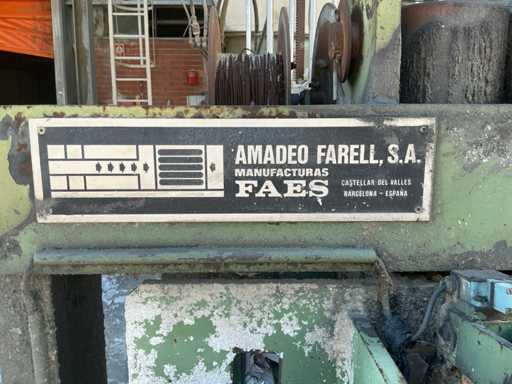 AMADEO FARELL, S.A.
MANUFACTURAS
FAES
CASTELLAR DEL VALLES
BARCELONA - ESPAÑA